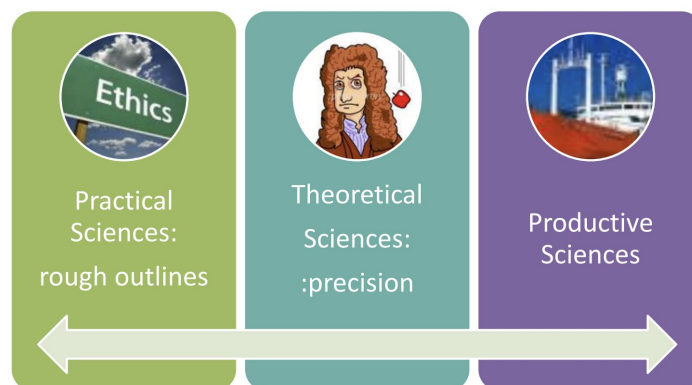 Ethics
Practical
Sciences:
rough outlines
Theoretical
Sciences:
:precision
Productive
Sciences